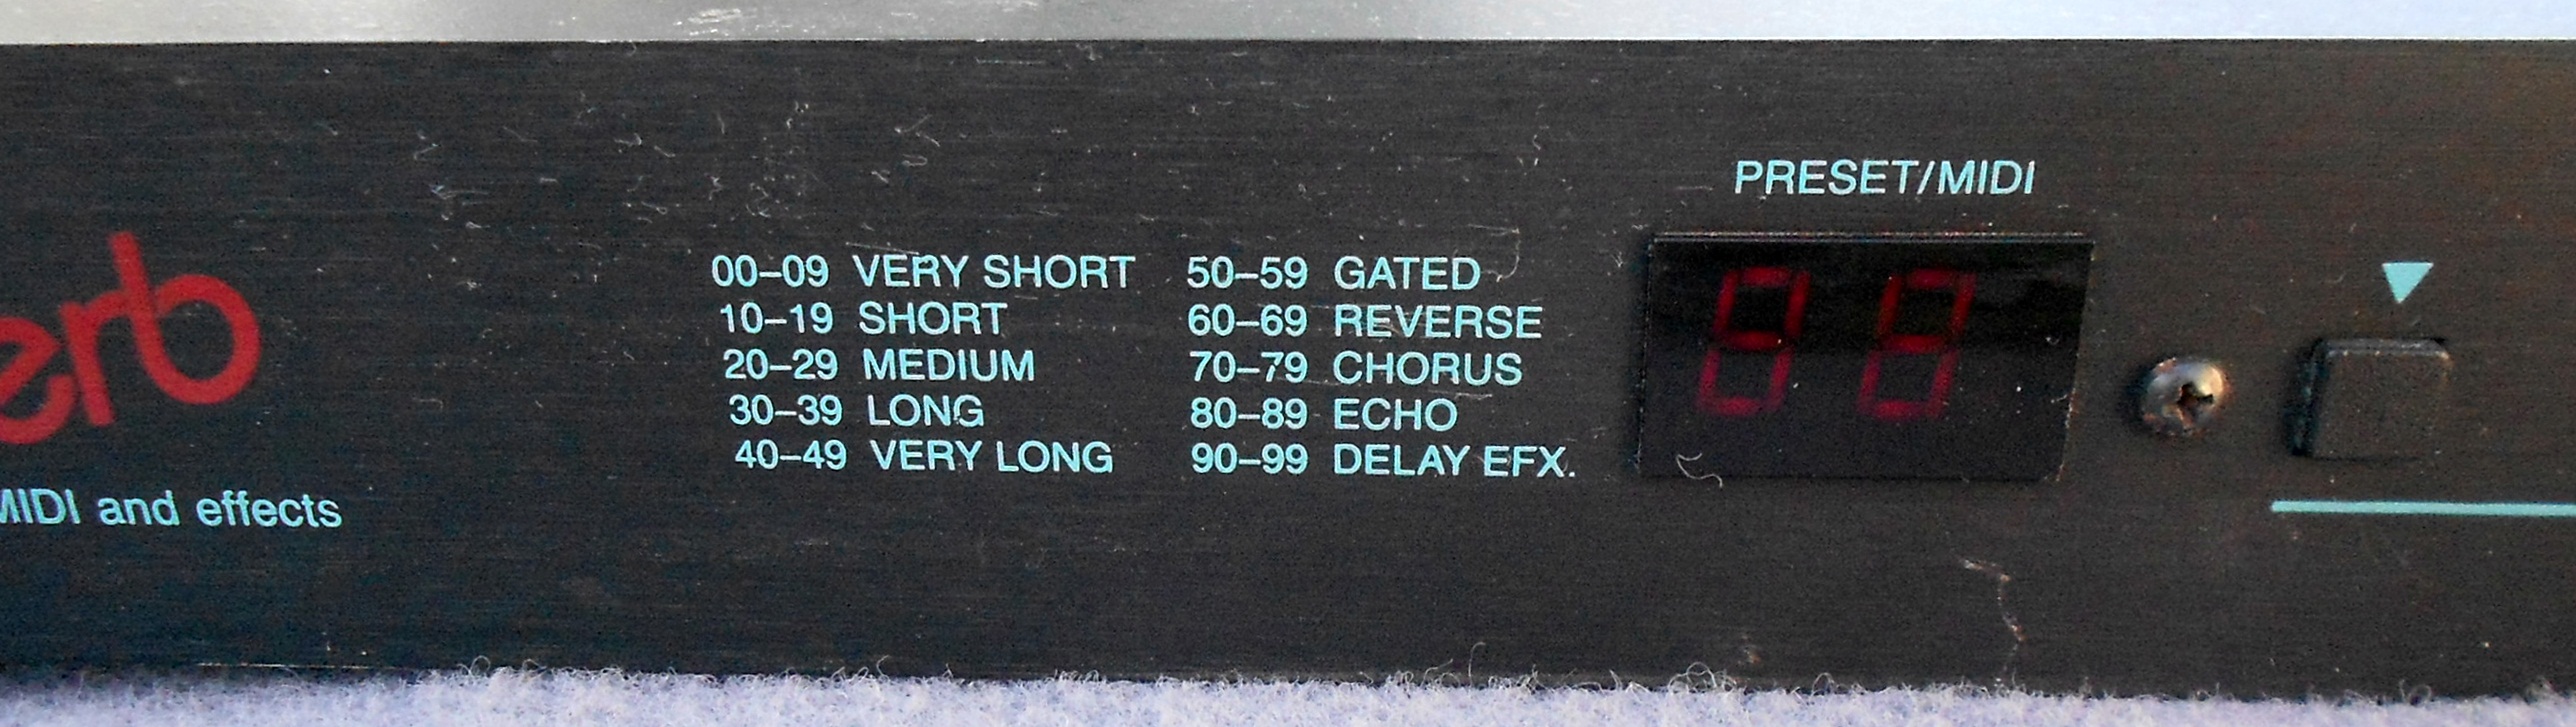 erb
MIDI and effects
00–09 VERY SHORT
10–19 SHORT
20–29 MEDIUM
30–39 LONG
40–49 VERY LONG
50–59 GATED
60–69 REVERSE
70–79 CHORUS
80–89 ECHO
90–99 DELAY EFX.
PRESET/MIDI